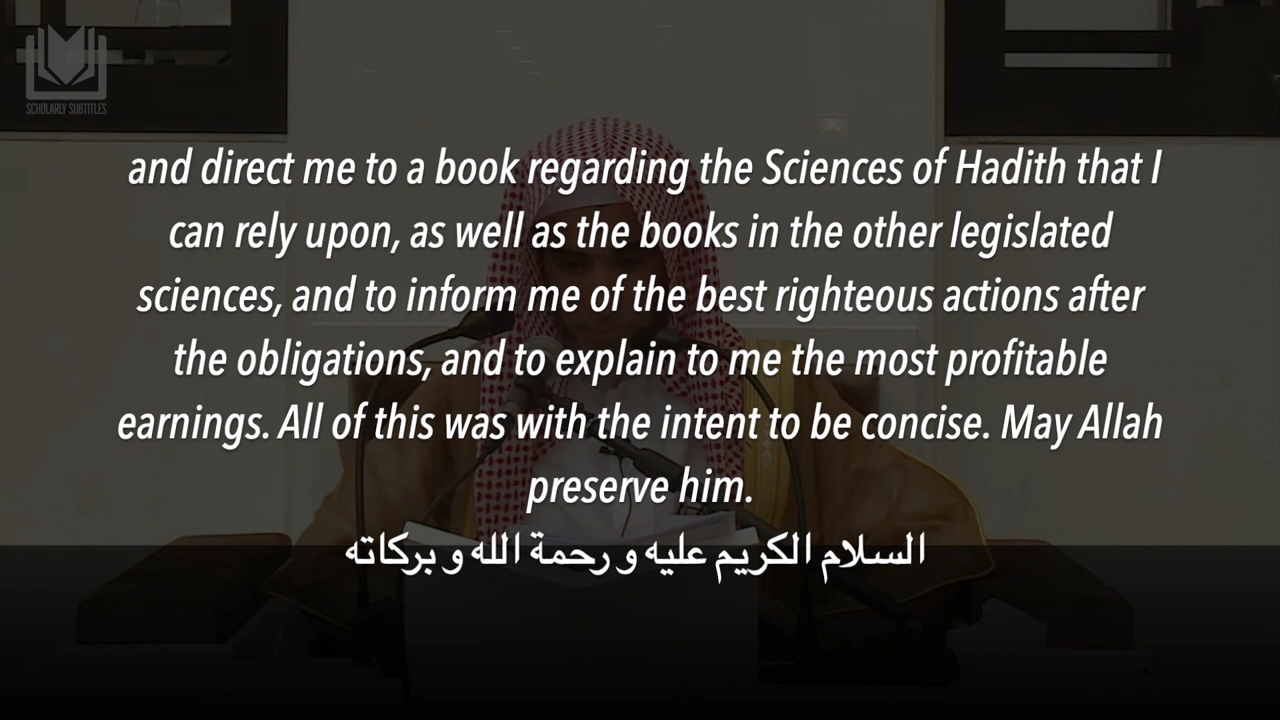 SCHOLARLY SUBTITLES
and direct me to a book regarding the Sciences of Hadith that I
can rely upon, as well as the books in the other legislated
sciences, and to inform me of the best righteous actions after
the obligations, and to explain to me the most profitable
earnings. All of this was with the intent to be concise. May Allah
preserve him.
السلام الكريم عليه و رحمة الله و بركاته